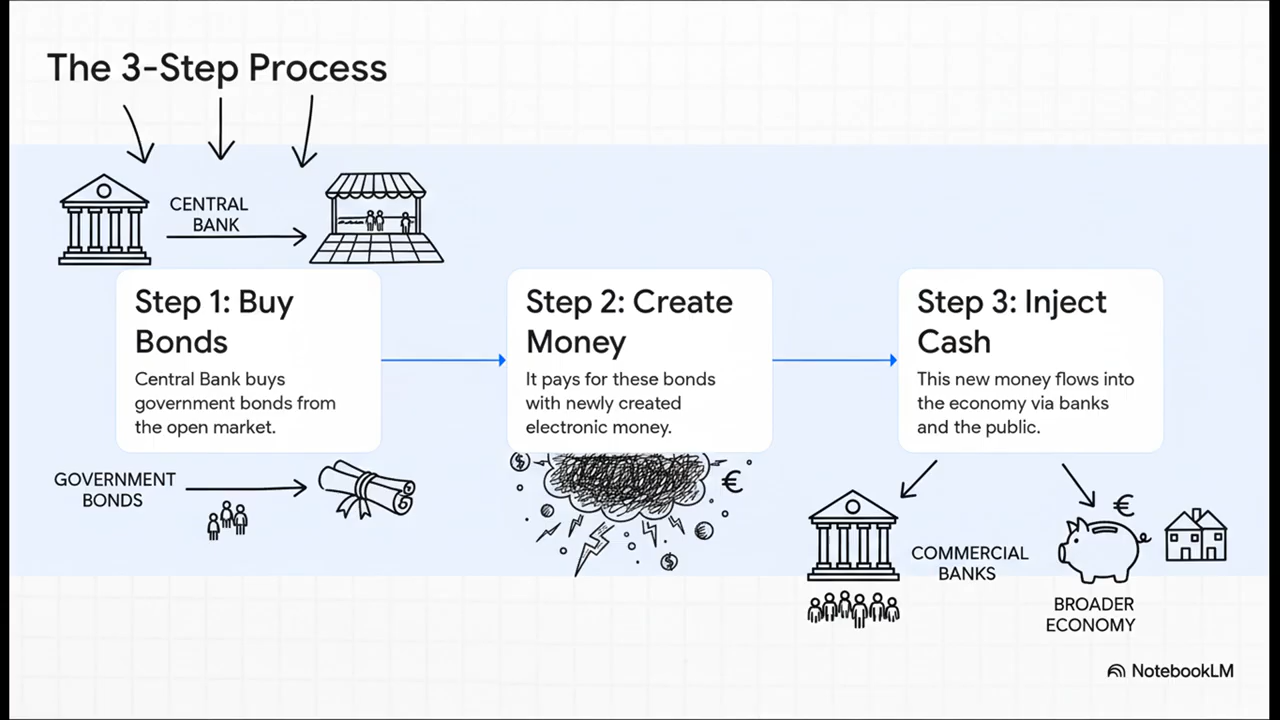 The 3-Step Process
CENTRAL
BANK
Step 1: Buy
Bonds
Central Bank buys
government bonds from
the open market.
Step 2: Create
Money
It pays for these bonds
with newly created
electronic money.
Step 3: Inject
Cash
This new money flows into
the economy via banks
and the public.
GOVERNMENT
BONDS
$
€
$
COMMERCIAL
BANKS
€
BROADER
ECONOMY
NotebookLM